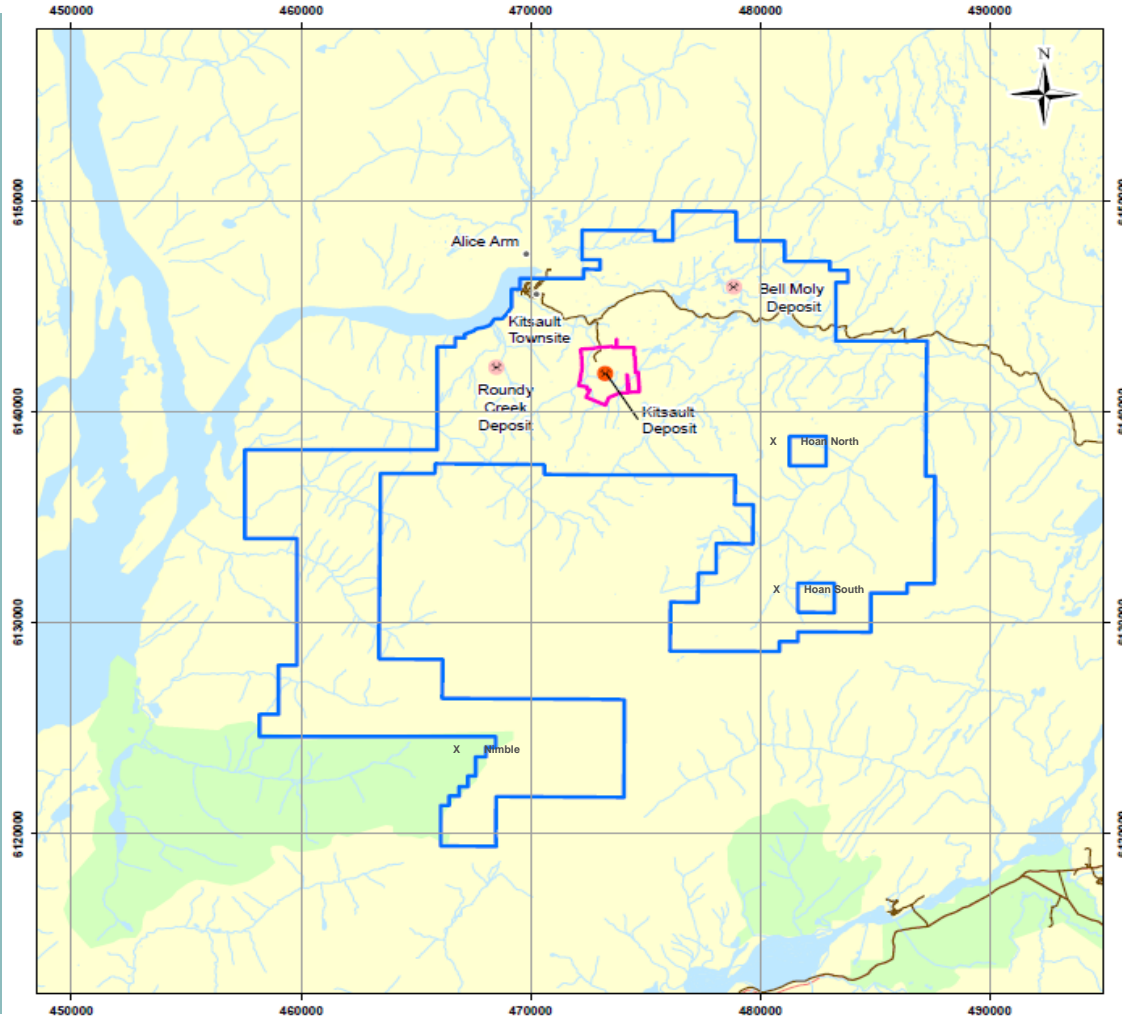 450000 460000 470000 480000 490000
N
6150000
Alice Arm
Bell Moly
Deposit
Kitsault
Townsite
Roundy
Creek
Deposit
6140000
Kitsault
Deposit
X Hoan North
X Hoan South
6130000
X Nimble
6120000
450000 460000 470000 480000 490000